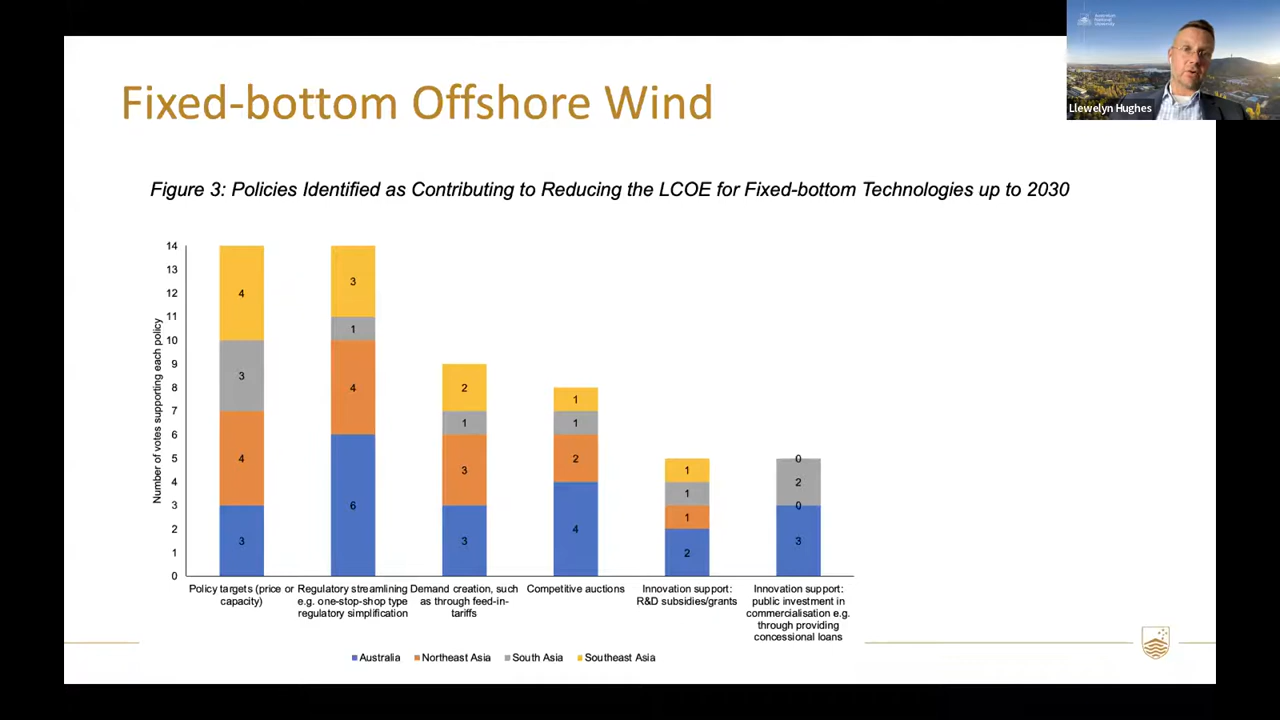 Australian
National
University
Llewelyn Hughes
Fixed-bottom Offshore Wind
Figure 3: Policies Identified as Contributing to Reducing the LCOE for Fixed-bottom Technologies up to 2030
Number of votes supporting each policy
14
13
12
11
10
9
8
7
6
5
4
3
2
1
0
4
3
4
3
3
1
4
6
2
1
3
3
1
1
2
4
1
1
1
2
0
2
0
3
Policy targets (price or
capacity)
Regulatory streamlining
e.g. one-stop-shop type
regulatory simplification
Demand creation, such
as through feed-in-
tariffs
Competitive auctions
Innovation support:
R&D subsidies/grants
Innovation support:
public investment in
commercialisation e.g.
through providing
concessional loans
Australia
Northeast Asia
South Asia
Southeast Asia